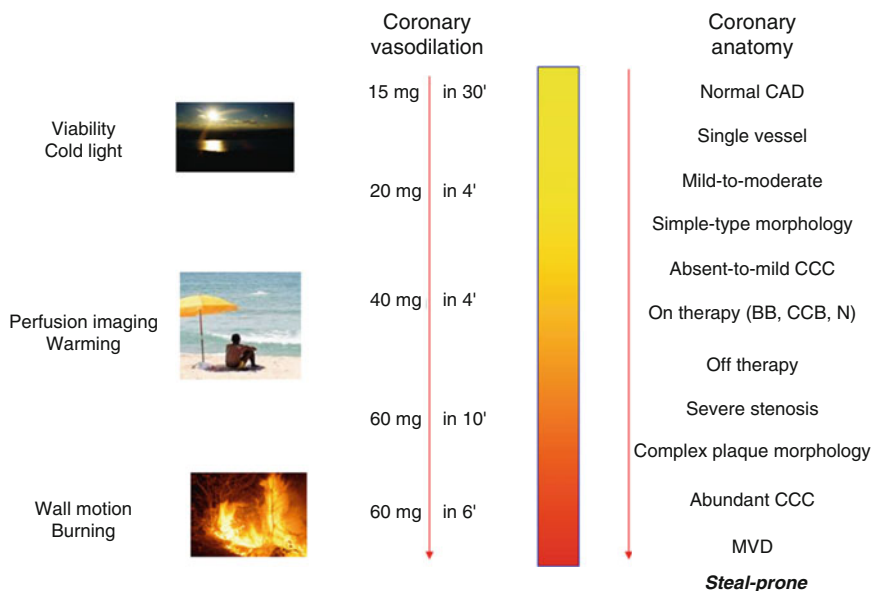 Coronary
vasodilation
Coronary
anatomy
Viability
Cold light
Perfusion imaging
Warming
Wall motion
Burning
15 mg in 30'
20 mg in 4'
40 mg in 4'
60 mg in 10'
60 mg in 6'
Normal CAD
Single vessel
Mild-to-moderate
Simple-type morphology
Absent-to-mild CCC
On therapy (BB, CCB, N)
Off therapy
Severe stenosis
Complex plaque morphology
Abundant CCC
MVD
Steal-prone